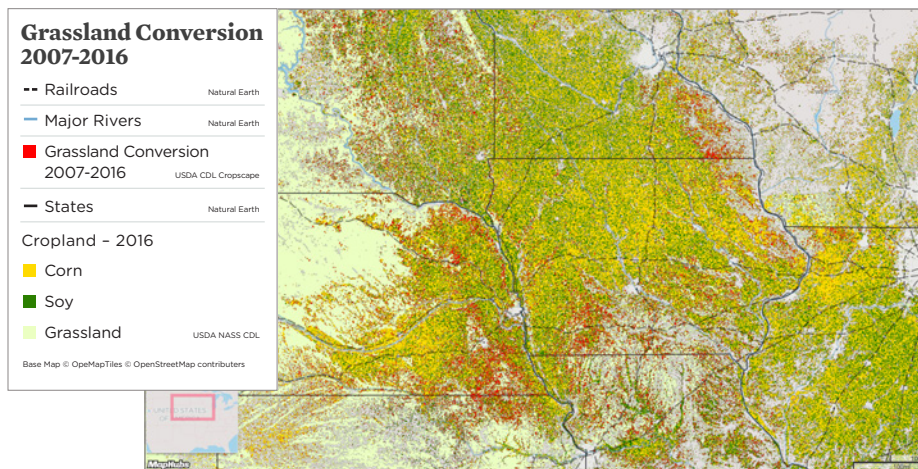 Grassland Conversion
2007-2016
Railroads
Natural Earth
Major Rivers
Natural Earth
Grassland Conversion
2007-2016
USDA CDL Cropscape
States
Natural Earth
Cropland – 2016
Corn
Soy
Grassland
USDA NASS CDL
Base Map © OpeMapTiles © OpenStreetMap contributers
UNITED STATES
MapHubs